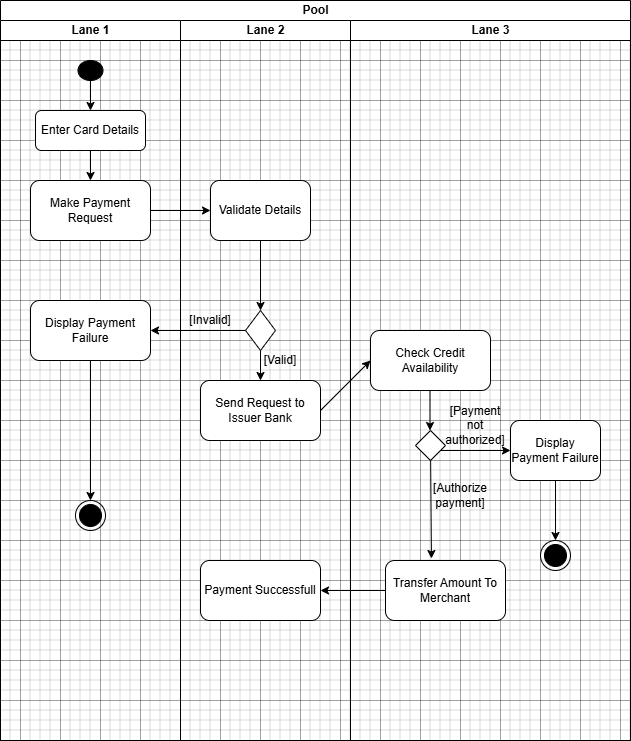 Pool
Lane 1
Lane 2
Lane 3
Enter Card Details
Make Payment
Request
Validate Details
Display Payment
Failure
[Invalid]
[Valid]
Send Request to
Issuer Bank
Check Credit
Availability
[Payment
not
authorized]
Display
Payment Failure
[Authorize
payment]
Payment Successfull
Transfer Amount To
Merchant